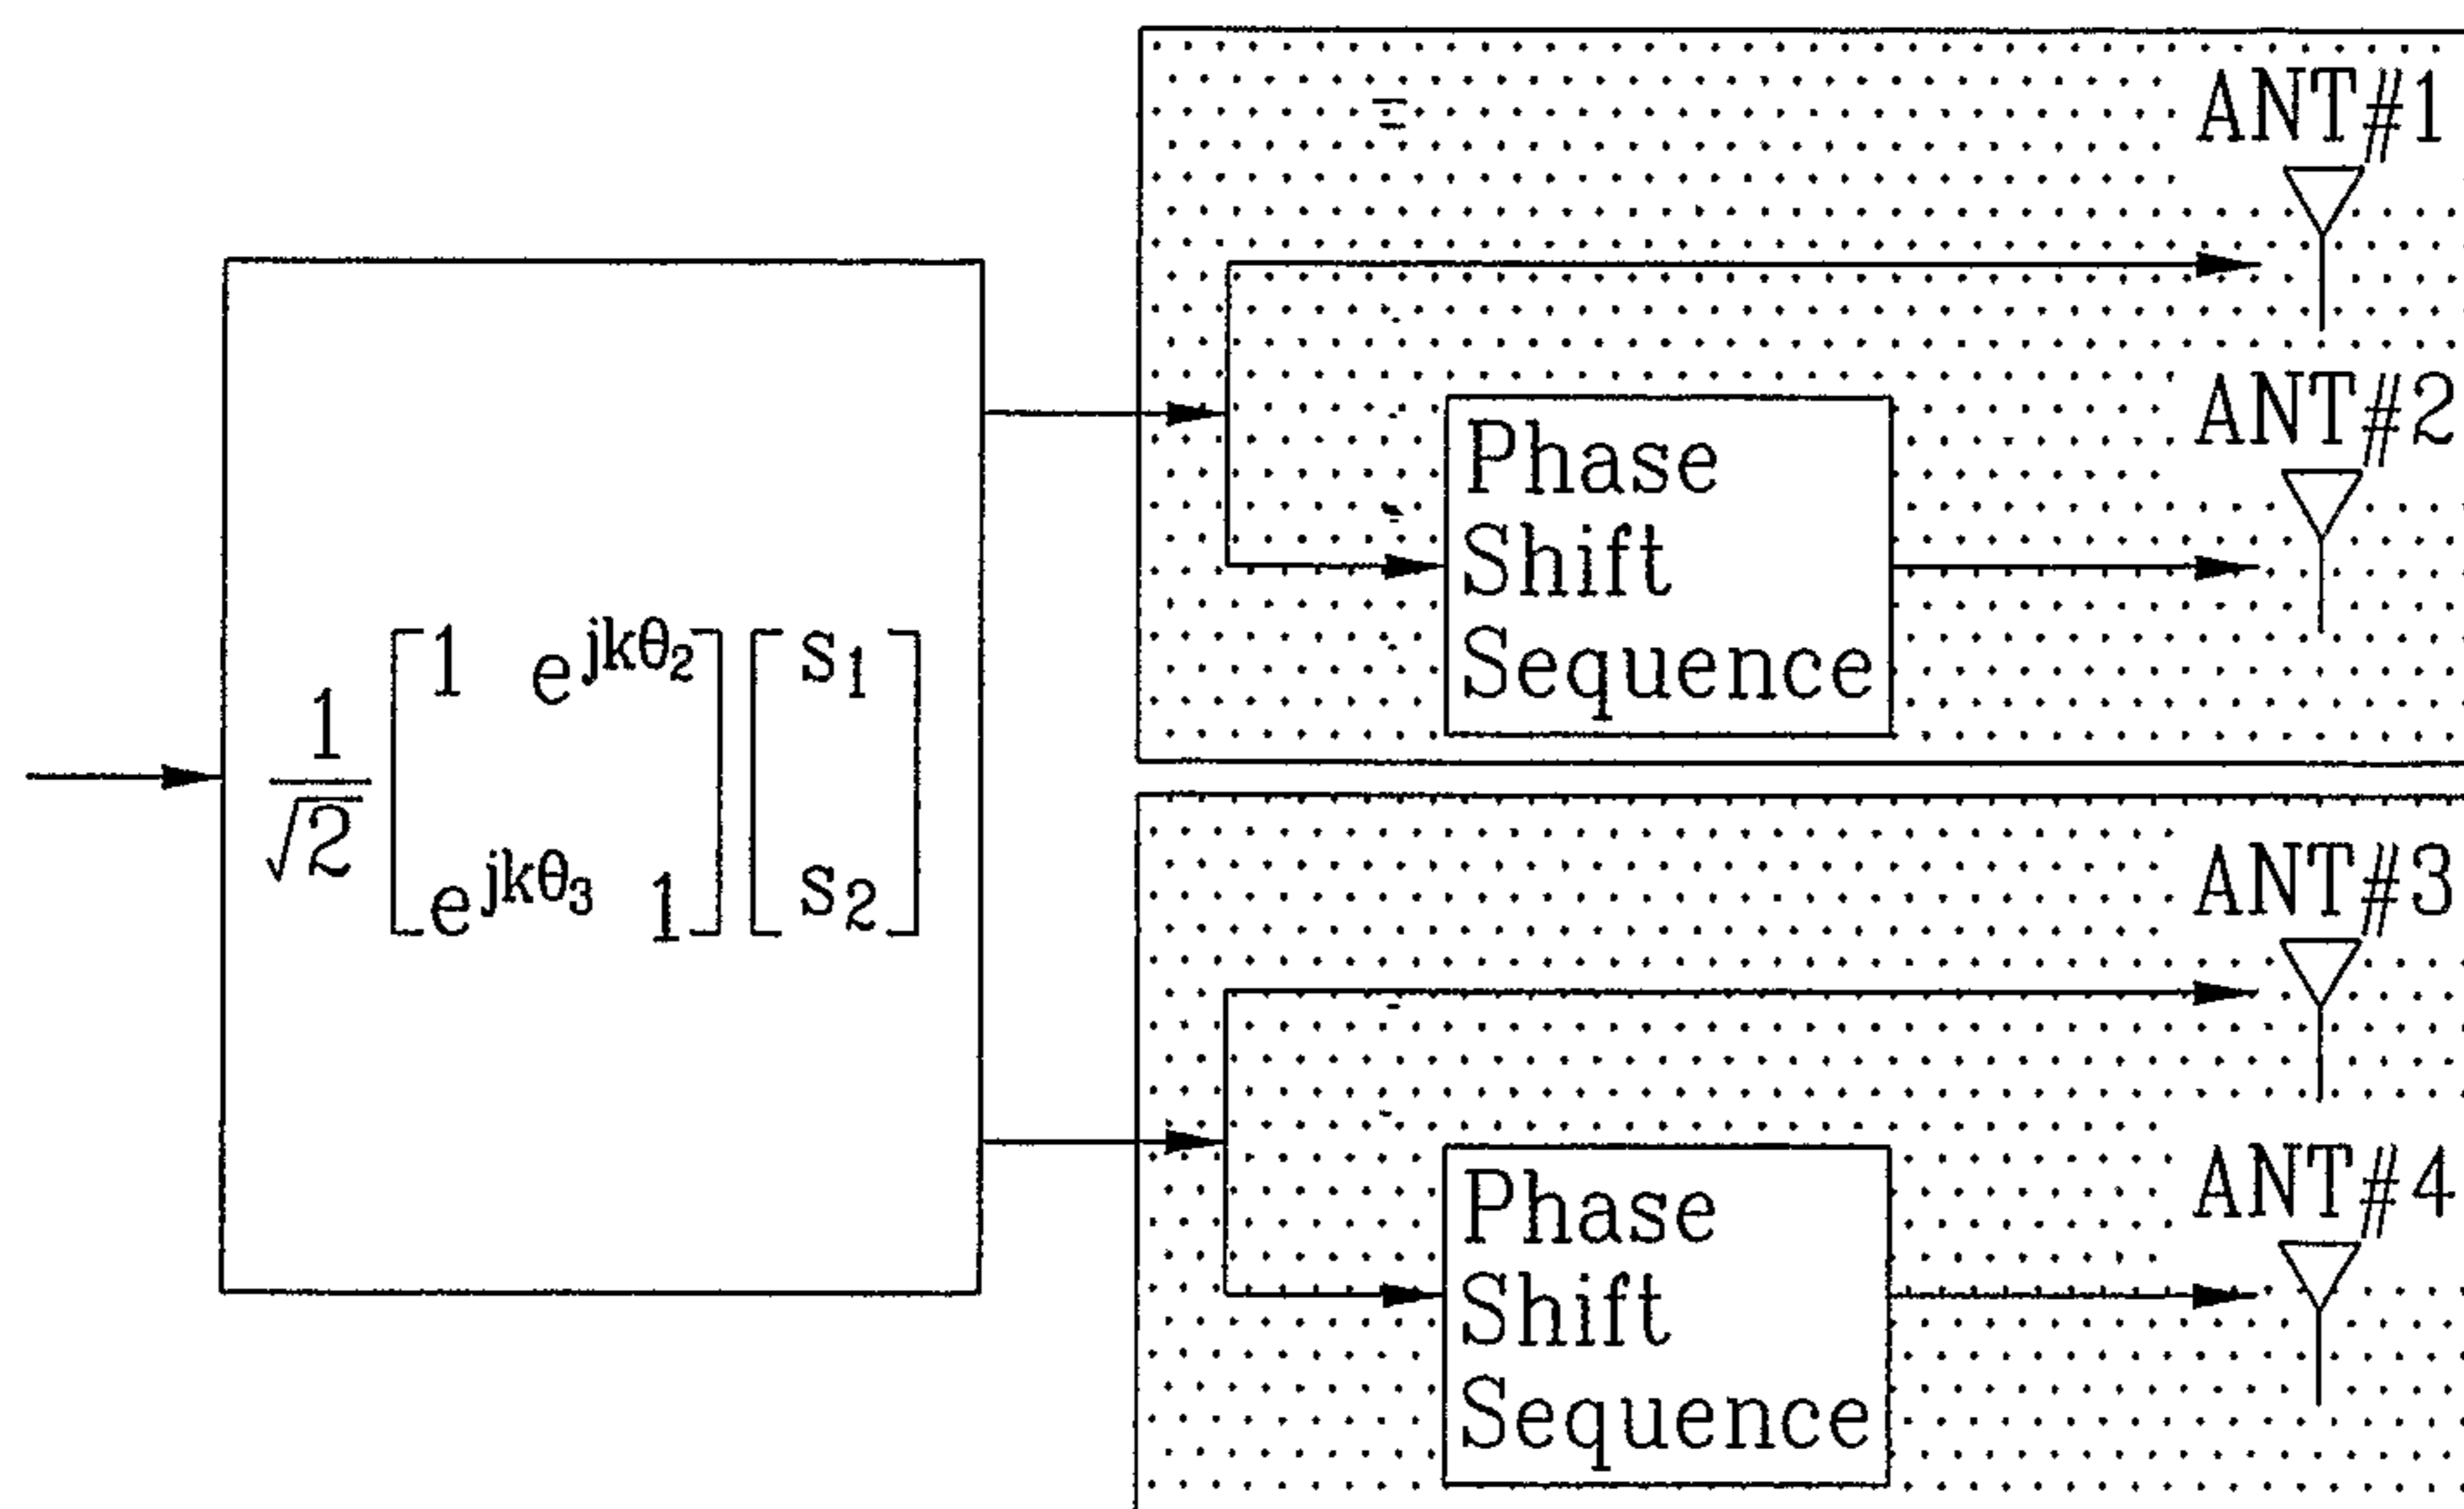 1/√2 [1 e^{jkθ₂}] [s₁]
[e^{jkθ₃} 1] [s₂]
ANT#1
ANT#2
Phase
Shift
Sequence
ANT#3
ANT#4
Phase
Shift
Sequence